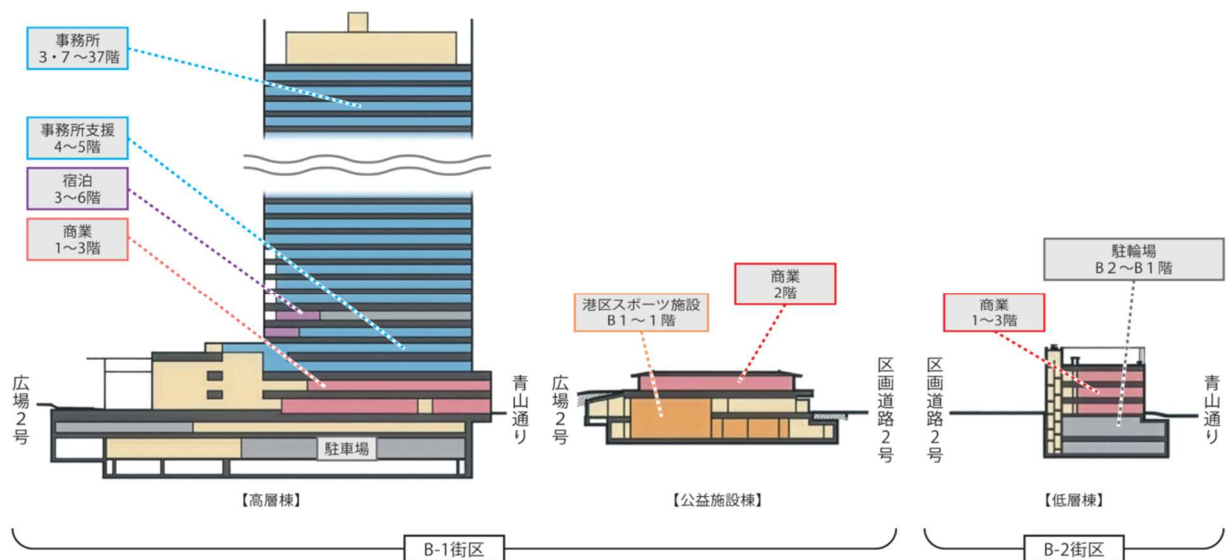 事務所
3・7～37階
事務所支援
4～5階
宿泊
3～6階
商業
1～3階
広場2号
駐車場
青山通り
【高層棟】
港区スポーツ施設
B1～1階
商業
2階
広場2号
区画道路2号
【公益施設棟】
B-1街区
駐輪場
B2～B1階
商業
1～3階
区画道路2号
青山通り
【低層棟】
B-2街区